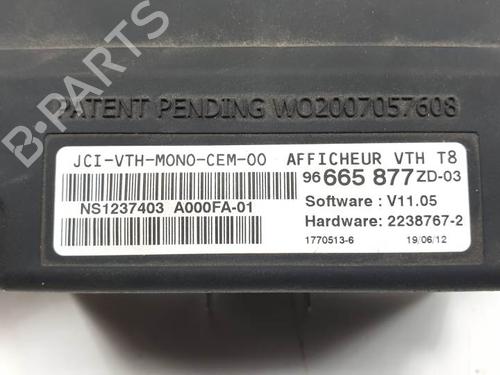 PATENT PENDING WO2007057608
JCI-VTH-MONO-CEM-00 AFFICHEUR VTH T8
96 665 877 ZD-03
NS1237403 A000FA-01
Software : V11.05
Hardware: 2238767-2
1770513-6 19/06/12
B-PARTS